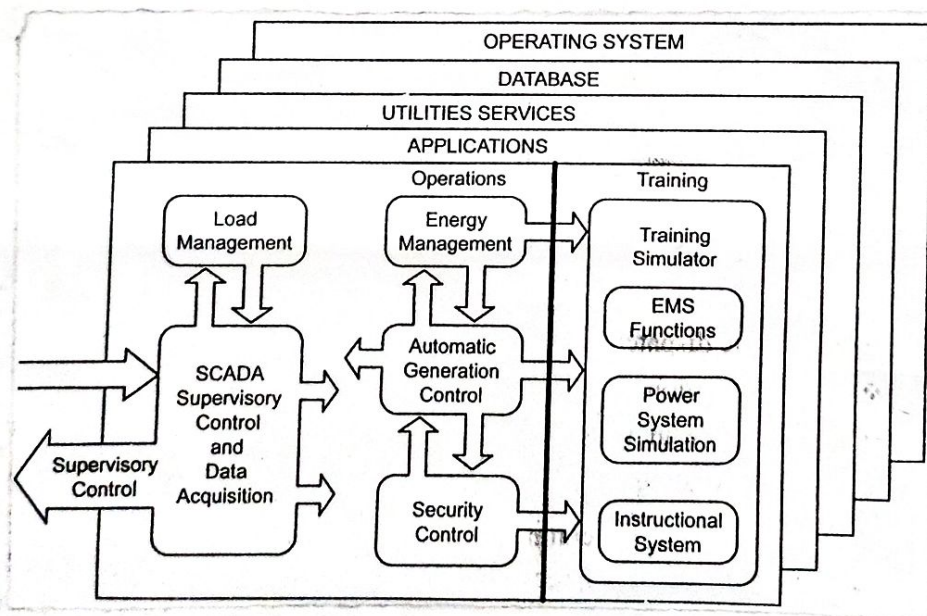 OPERATING SYSTEM
DATABASE
UTILITIES SERVICES
APPLICATIONS
Operations
Training
Load
Management
Energy
Management
Training
Simulator
EMS
Functions
SCADA
Supervisory
Control
and
Data
Acquisition
Automatic
Generation
Control
Power
System
Simulation
Supervisory
Control
Security
Control
Instructional
System